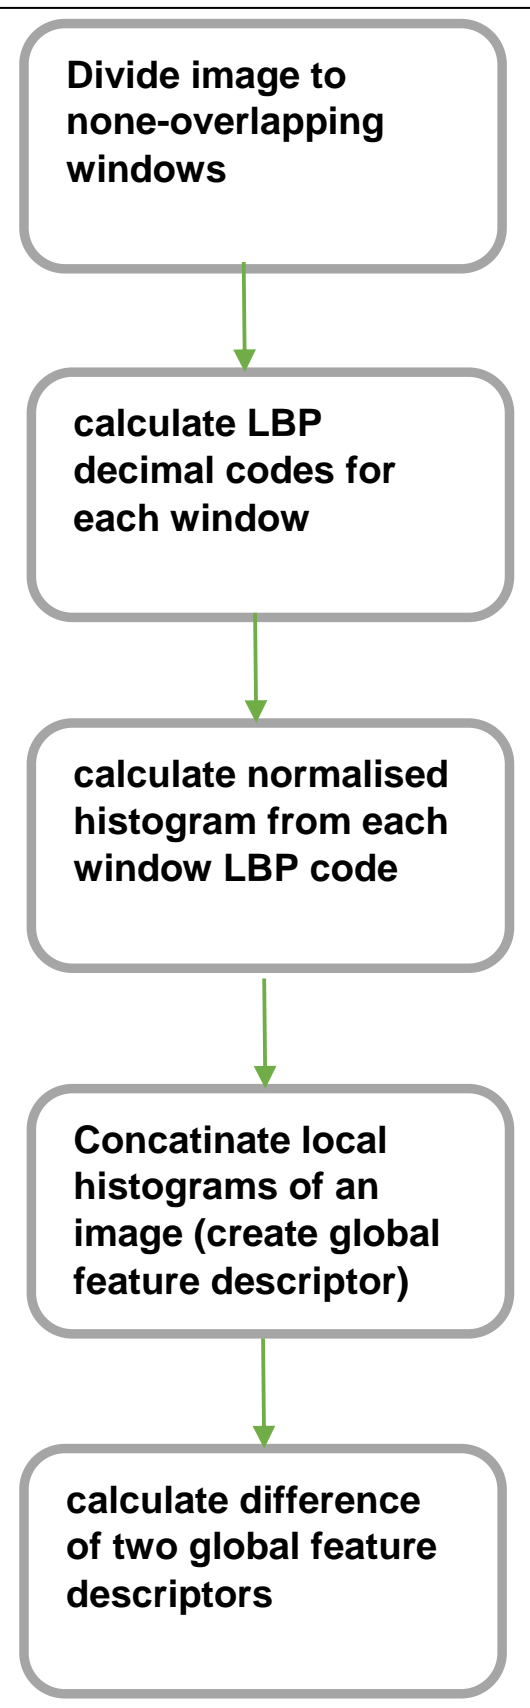 Divide image to
none-overlapping
windows
calculate LBP
decimal codes for
each window
calculate normalised
histogram from each
window LBP code
Concatinate local
histograms of an
image (create global
feature descriptor)
calculate difference
of two global feature
descriptors